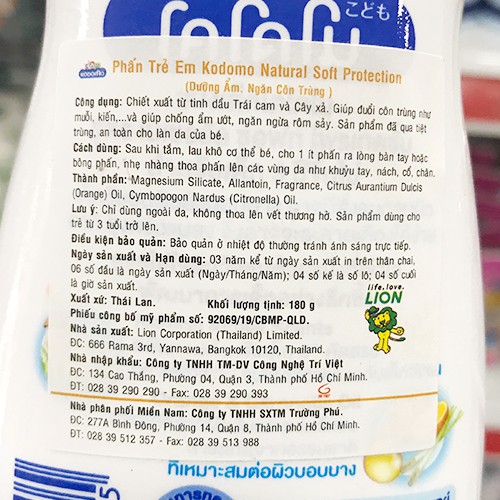 こども
KODOMO
Phấn Trẻ Em Kodomo Natural Soft Protection
(Dưỡng Ẩm, Ngăn Côn Trùng )
Công dụng: Chiết xuất từ tinh dầu Trái cam và Cây xả. Giúp đuổi côn trùng như
muỗi, kiến,...và giúp chống ẩm ướt, ngăn ngừa rôm sảy. Sản phẩm đã qua tiệt
trùng, an toàn cho làn da của bé.
Cách dùng: Sau khi tắm, lau khô cơ thể bé, cho 1 ít phấn ra lòng bàn tay hoặc
bông phấn, nhẹ nhàng thoa phấn lên các vùng da như khuỷu tay, nách, cổ, chân.
Thành phần: Magnesium Silicate, Allantoin, Fragrance, Citrus Aurantium Dulcis
(Orange) Oil, Cymbopogon Nardus (Citronella) Oil.
Lưu ý: Chỉ dùng ngoài da, không thoa lên vết thương hở. Sản phẩm dùng cho
trẻ từ 3 tuổi trở lên.
Điều kiện bảo quản: Bảo quản ở nhiệt độ thường tránh ánh sáng trực tiếp.
Ngày sản xuất và Hạn dùng: 03 năm kể từ ngày sản xuất in trên thân chai.
06 số đầu là ngày sản xuất (Ngày/Tháng/Năm); 04 số kế là số lô; 04 số cuối
là giờ sản xuất.
Xuất xứ: Thái Lan. Khối lượng tịnh: 180 g
Phiếu công bố mỹ phẩm số: 92069/19/CBMP-QLD.
life.love.
LION
Nhà sản xuất: Lion Corporation (Thailand) Limited.
ĐC: 666 Rama 3rd, Yannawa, Bangkok 10120, Thailand.
Nhà nhập khẩu: Công ty TNHH TM-DV Công Nghệ Trí Việt
ĐC: 134 Cao Thắng, Phường 04, Quận 3, Thành phố Hồ Chí Minh.
ĐT: 028 39 290 290 - Fax: 028 39 290 393
Nhà phân phối Miền Nam: Công ty TNHH SXTM Trường Phú.
ĐC: 277A Bình Đông, Phường 14, Quận 8, Thành phố Hồ Chí Minh.
ĐT: 028 39 512 357 - Fax: 028 39 513 988
ที่เหมาะสมต่อผิวบอบบาง
5